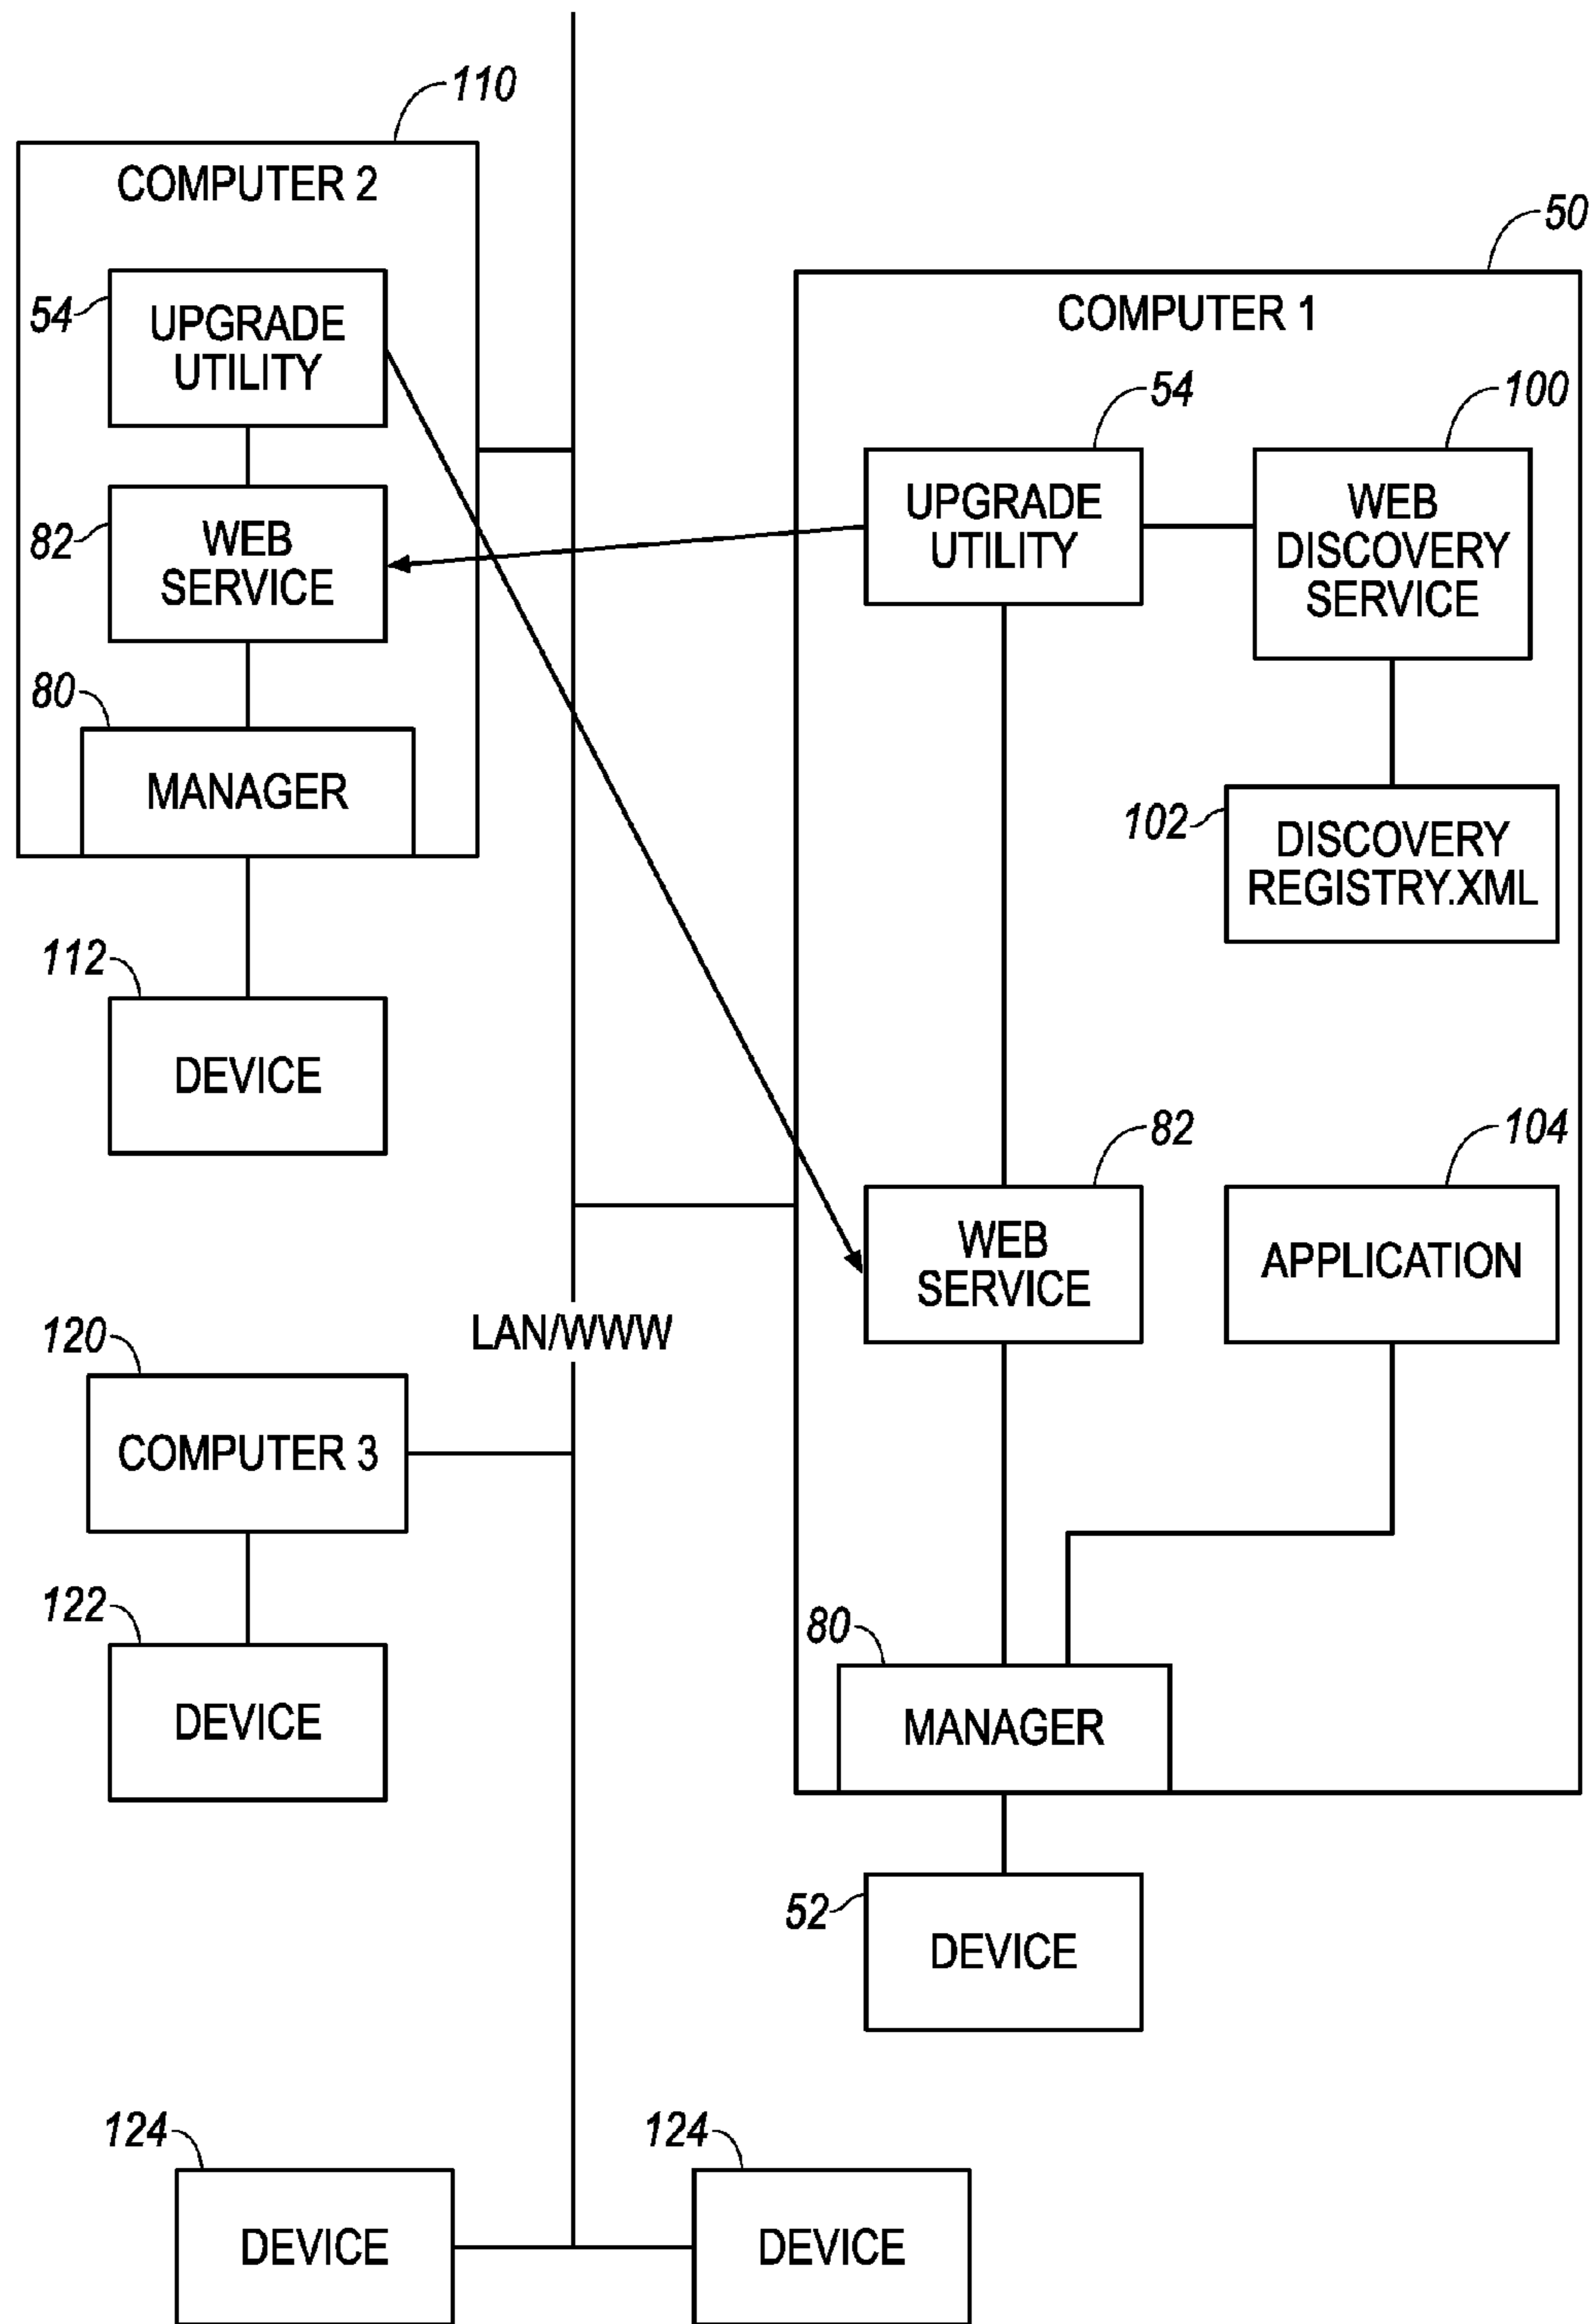 110
COMPUTER 2
50
COMPUTER 1
54
UPGRADE
UTILITY
54
100
UPGRADE
UTILITY
WEB
DISCOVERY
SERVICE
82
WEB
SERVICE
80
MANAGER
102
DISCOVERY
REGISTRY.XML
112
DEVICE
82
104
WEB
SERVICE
APPLICATION
LAN/WWW
120
COMPUTER 3
122
DEVICE
80
MANAGER
52
DEVICE
124
DEVICE
124
DEVICE